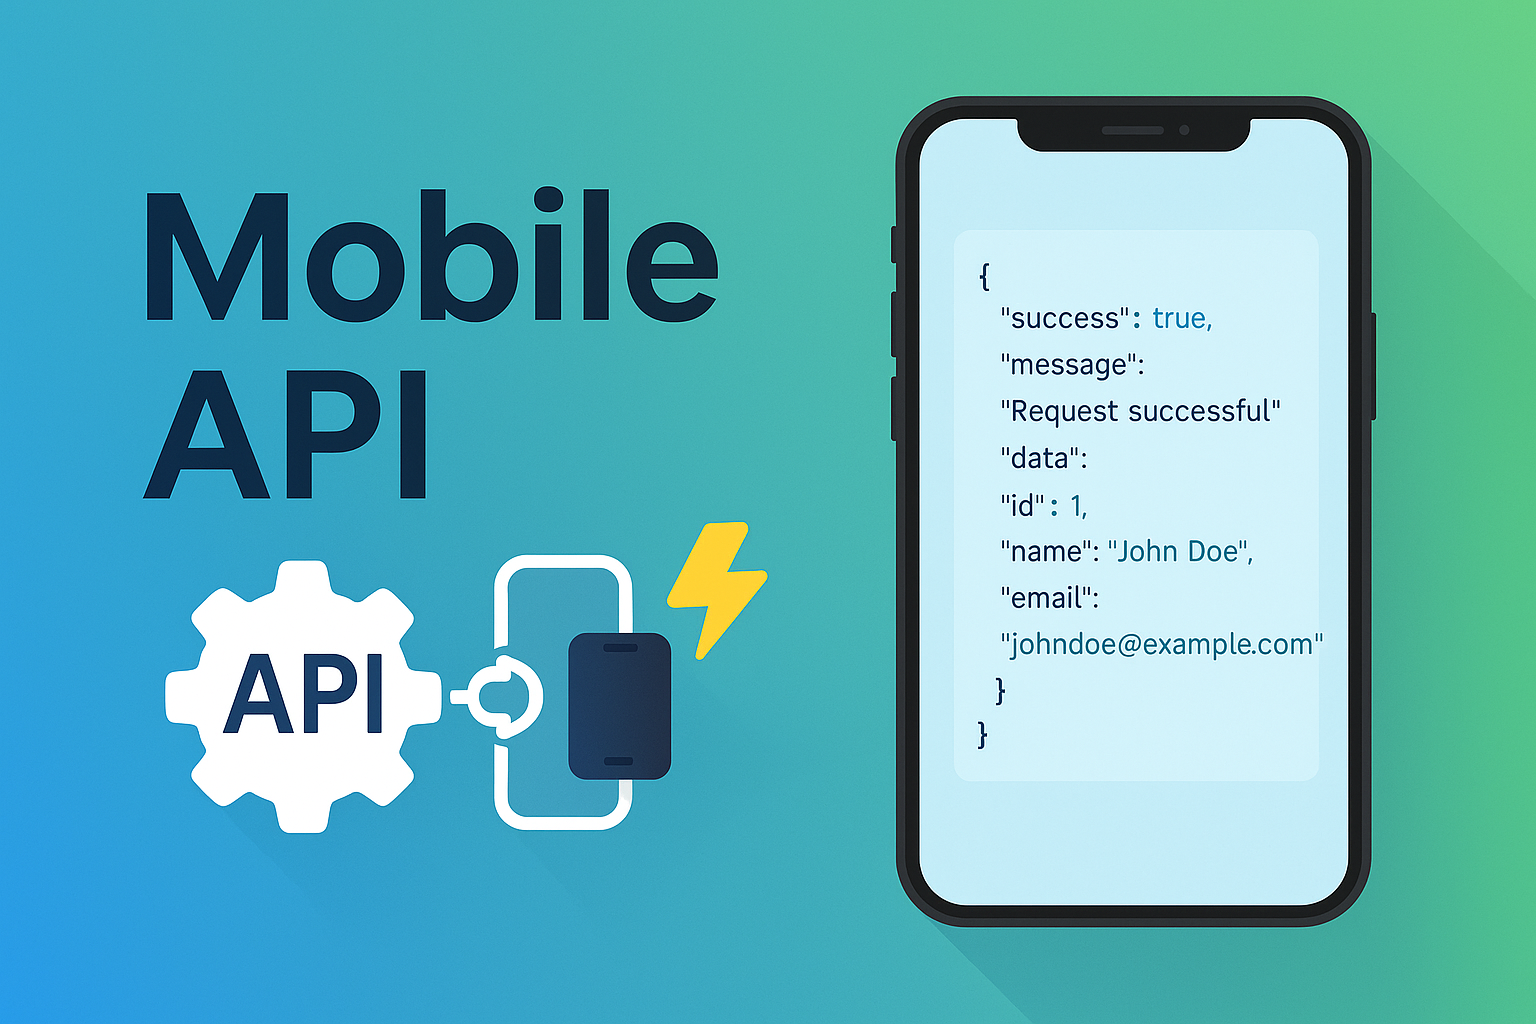 Mobile
API
API
{
"success": true,
"message":
"Request successful"
"data":
"id": 1,
"name": "John Doe",
"email":
"johndoe@example.com"
}
}